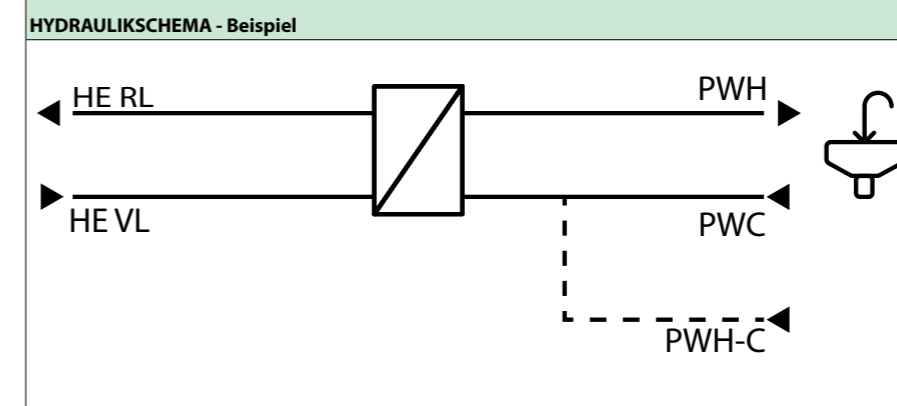 HYDRAULIKSCHEMA - Beispiel
HE RL
PWH
HE VL
PWC
PWH-C